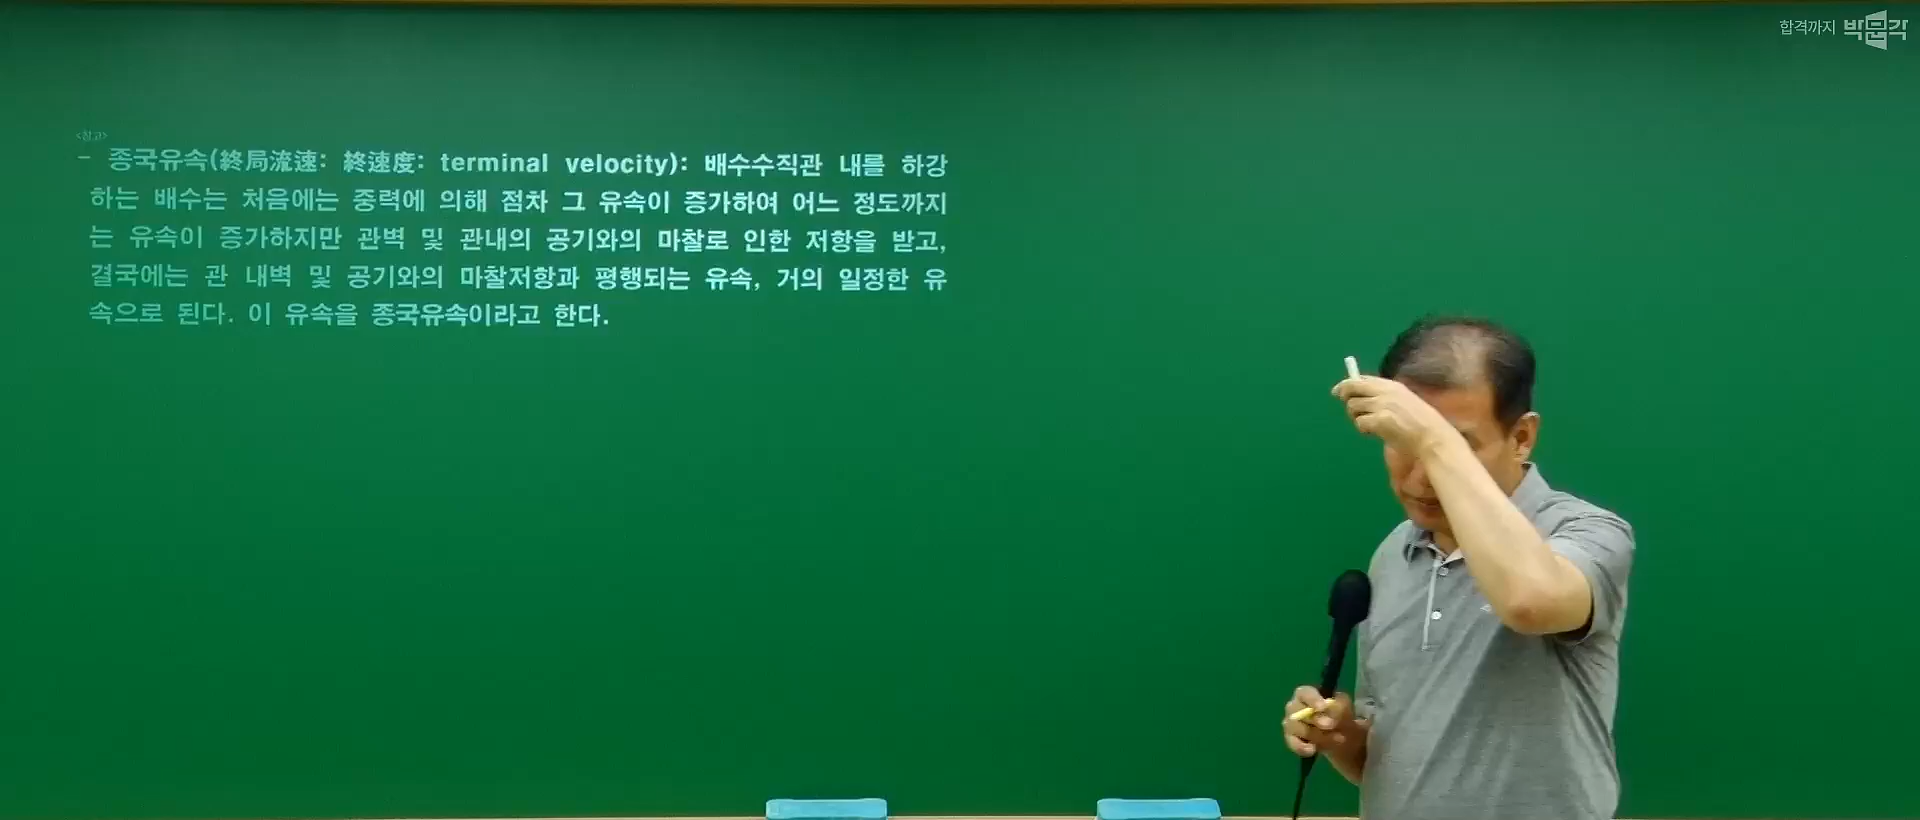 합격까지 박문각
<참고>
- 종국유속(終局流速: 終速度: terminal velocity): 배수수직관 내를 하강
하는 배수는 처음에는 중력에 의해 점차 그 유속이 증가하여 어느 정도까지
는 유속이 증가하지만 관벽 및 관내의 공기와의 마찰로 인한 저항을 받고,
결국에는 관 내벽 및 공기와의 마찰저항과 평행되는 유속, 거의 일정한 유
속으로 된다. 이 유속을 종국유속이라고 한다.